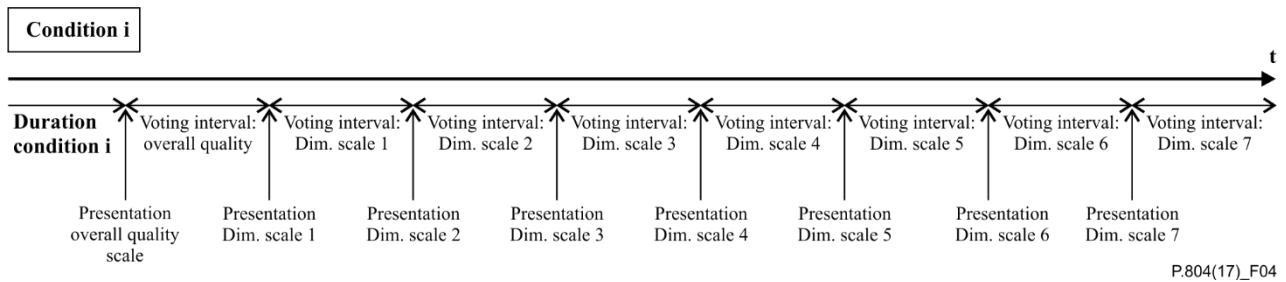 Condition i
t
Duration
condition i
Voting interval:
overall quality
Voting interval:
Dim. scale 1
Voting interval:
Dim. scale 2
Voting interval:
Dim. scale 3
Voting interval:
Dim. scale 4
Voting interval:
Dim. scale 5
Voting interval:
Dim. scale 6
Voting interval:
Dim. scale 7
Presentation
overall quality
scale
Presentation
Dim. scale 1
Presentation
Dim. scale 2
Presentation
Dim. scale 3
Presentation
Dim. scale 4
Presentation
Dim. scale 5
Presentation
Dim. scale 6
Presentation
Dim. scale 7
P.804(17)_F04